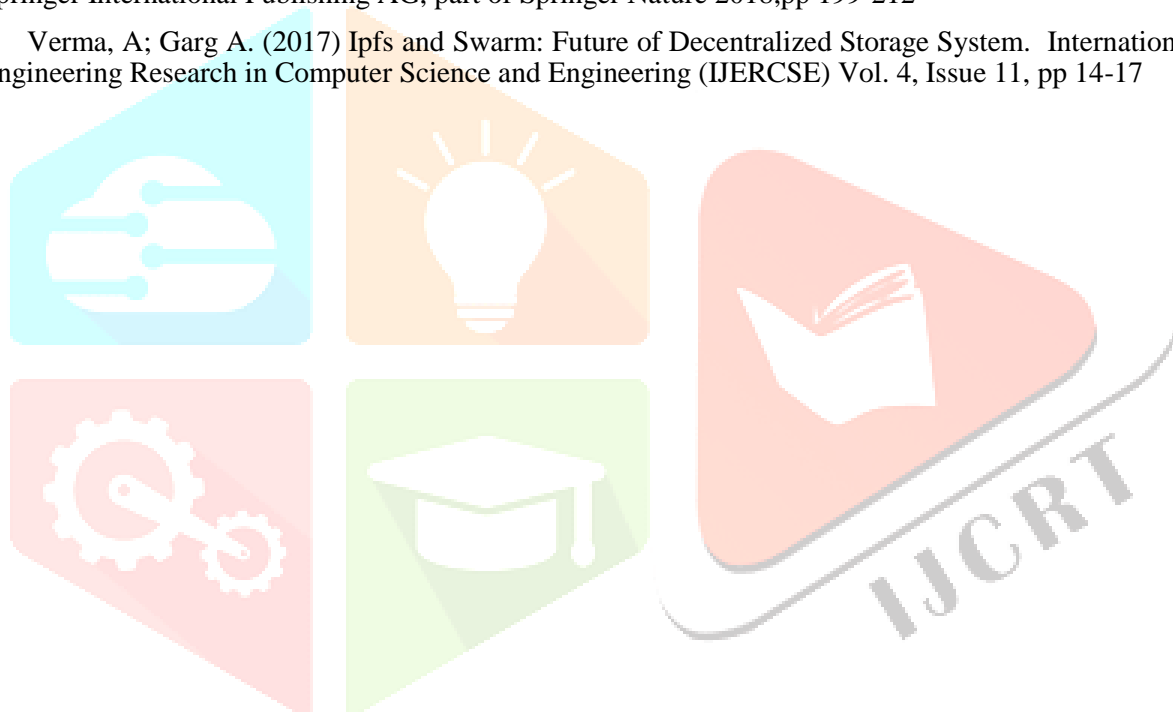 pringer International Publishing AG, part of Springer Nature 2018,pp 199-212
Verma, A; Garg A. (2017) Ipfs and Swarm: Future of Decentralized Storage System. Internation
ngineering Research in Computer Science and Engineering (IJERCSE) Vol. 4, Issue 11, pp 14-17
IJCRT